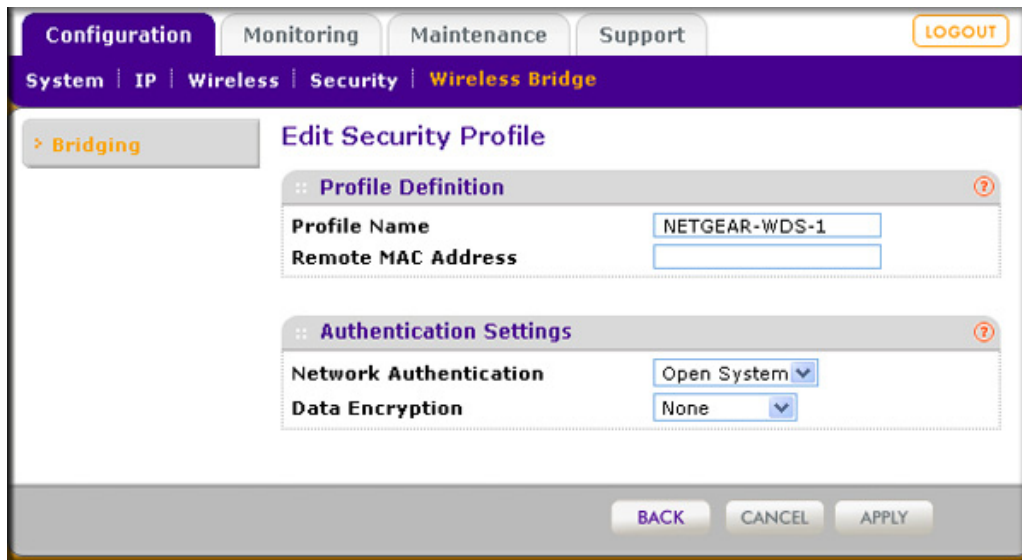 Configuration Monitoring Maintenance Support LOGOUT
System IP Wireless Security Wireless Bridge
> Bridging
Edit Security Profile
:: Profile Definition ?
Profile Name NETGEAR-WDS-1
Remote MAC Address
:: Authentication Settings ?
Network Authentication Open System
Data Encryption None
BACK CANCEL APPLY